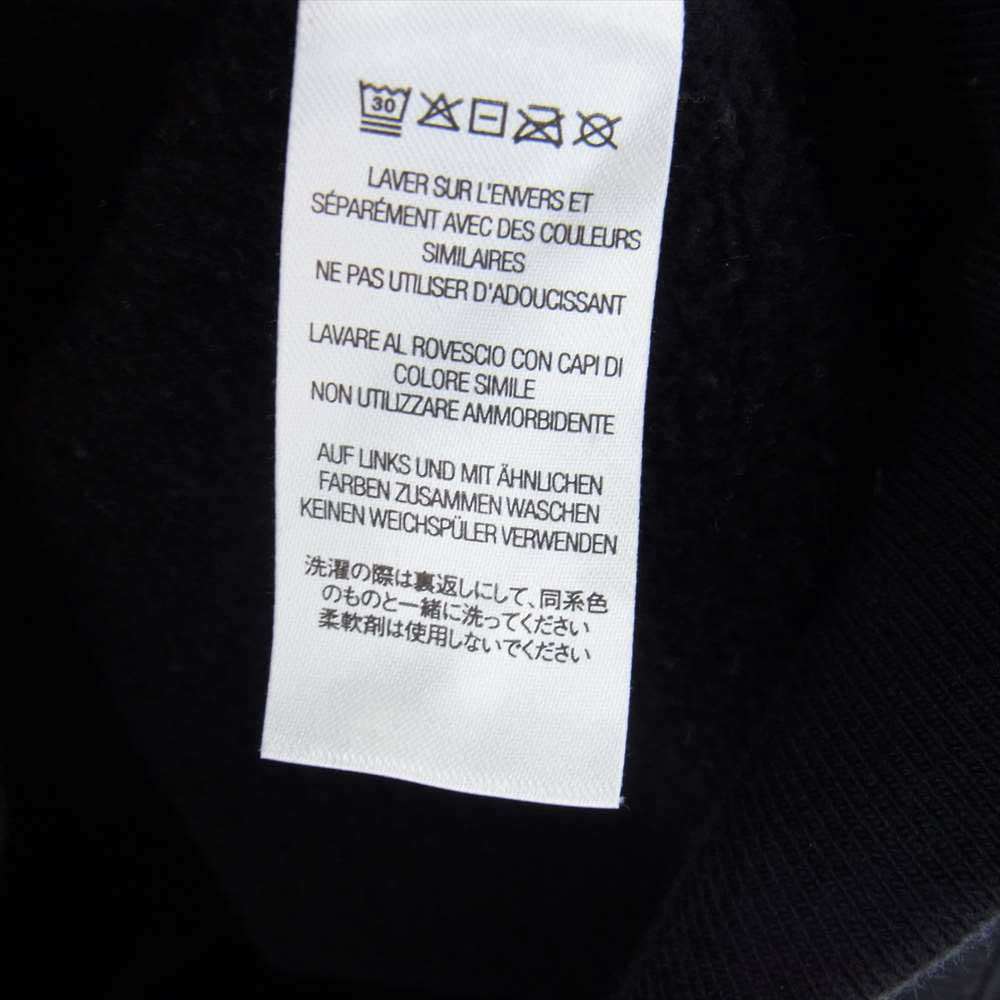 30
LAVER SUR L'ENVERS ET
SÉPARÉMENT AVEC DES COULEURS
SIMILAIRES
NE PAS UTILISER D'ADOUCISSANT
LAVARE AL ROVESCIO CON CAPI DI
COLORE SIMILE
NON UTILIZZARE AMMORBIDENTE
AUF LINKS UND MIT ÄHNLICHEN
FARBEN ZUSAMMEN WASCHEN
KEINEN WEICHSPÜLER VERWENDEN
洗濯の際は裏返しにして、同系色
のものと一緒に洗ってください
柔軟剤は使用しないでください